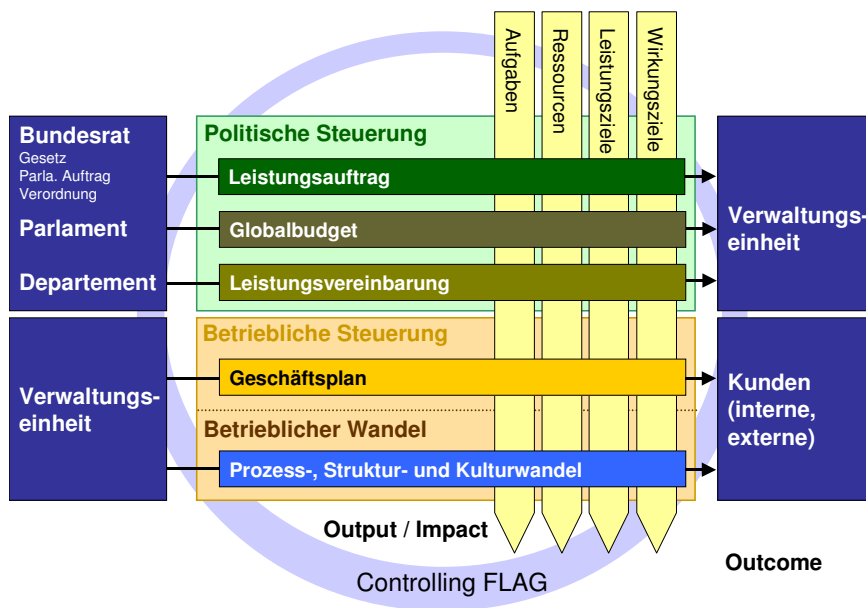 Aufgaben
Ressourcen
Leistungsziele
Wirkungsziele
Bundesrat
Gesetz
Parla. Auftrag
Verordnung
Parlament
Departement
Politische Steuerung
Leistungsauftrag
Globalbudget
Leistungsvereinbarung
Verwaltungs-
einheit
Verwaltungs-
einheit
Betriebliche Steuerung
Geschäftsplan
Betrieblicher Wandel
Prozess-, Struktur- und Kulturwandel
Kunden
(interne,
externe)
Output / Impact
Outcome
Controlling FLAG